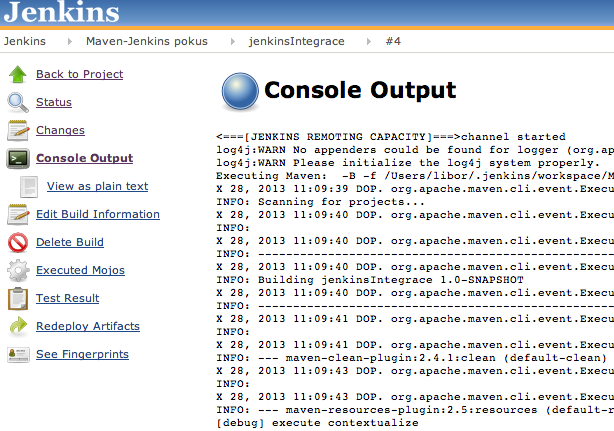 Jenkins
Jenkins Maven-Jenkins pokus jenkinsIntegrace #4
Back to Project
Status
Changes
Console Output
View as plain text
Edit Build Information
Delete Build
Executed Mojos
Test Result
Redeploy Artifacts
See Fingerprints
Console Output
<===[JENKINS REMOTING CAPACITY]===>channel started
log4j:WARN No appenders could be found for logger (org.ap
log4j:WARN Please initialize the log4j system properly.
Executing Maven:  -B -f /Users/libor/.jenkins/workspace/M
X 28, 2013 11:09:39 DOP. org.apache.maven.cli.event.Execu
INFO: Scanning for projects...
X 28, 2013 11:09:40 DOP. org.apache.maven.cli.event.Execu
INFO:
X 28, 2013 11:09:40 DOP. org.apache.maven.cli.event.Execu
INFO: ------------------------------------------------
X 28, 2013 11:09:40 DOP. org.apache.maven.cli.event.Execu
INFO: Building jenkinsIntegrace 1.0-SNAPSHOT
X 28, 2013 11:09:40 DOP. org.apache.maven.cli.event.Execu
INFO: ------------------------------------------------
X 28, 2013 11:09:41 DOP. org.apache.maven.cli.event.Execu
INFO:
X 28, 2013 11:09:41 DOP. org.apache.maven.cli.event.Execu
INFO: --- maven-clean-plugin:2.4.1:clean (default-clean)
X 28, 2013 11:09:43 DOP. org.apache.maven.cli.event.Execu
INFO:
X 28, 2013 11:09:43 DOP. org.apache.maven.cli.event.Execu
INFO: --- maven-resources-plugin:2.5:resources (default-r
[debug] execute contextualize